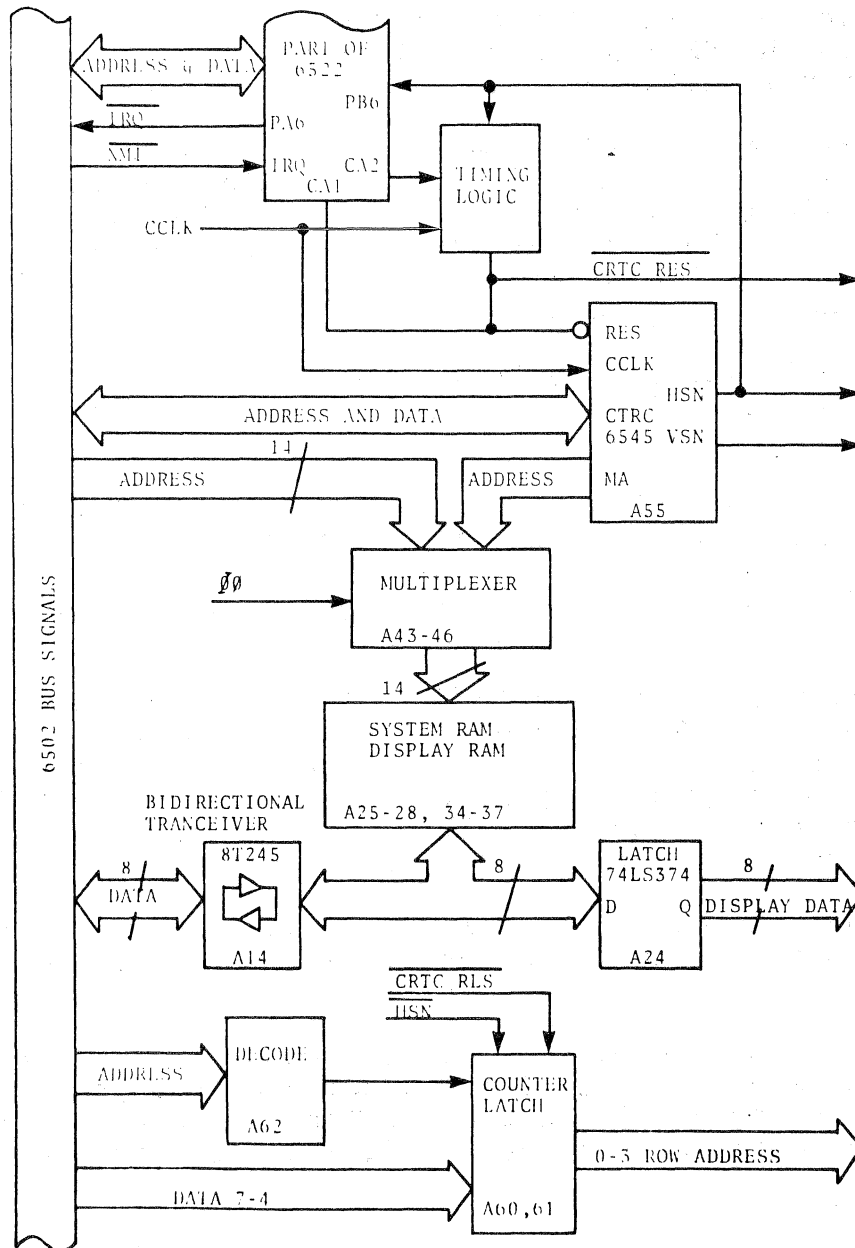 PART OF
6522
ADDRESS & DATA
PB6
IRQ
PA6
NMI
IRQ
CA2
CA1
TIMING
LOGIC
CCLK
CRTC RES
RES
CCLK
HSN
ADDRESS AND DATA
CTRC
6545 VSN
14
ADDRESS
ADDRESS
MA
A55
MULTIPLEXER
A43-46
14
6502 BUS SIGNALS
SYSTEM RAM
DISPLAY RAM
A25-28, 34-37
BIDIRECTIONAL
TRANCEIVER
8T245
8
DATA
A14
8
LATCH
74LS374
D
Q
A24
8
DISPLAY DATA
CRTC RLS
HSN
DECODE
ADDRESS
A62
COUNTER
LATCH
0-3 ROW ADDRESS
DATA 7-4
A60,61